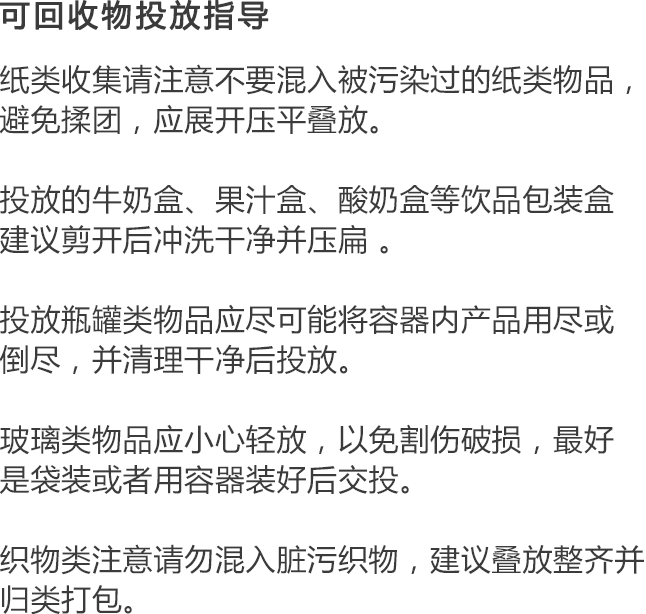 可回收物投放指导
纸类收集请注意不要混入被污染过的纸类物品，
避免揉团，应展开压平叠放。
投放的牛奶盒、果汁盒、酸奶盒等饮品包装盒
建议剪开后冲洗干净并压扁 。
投放瓶罐类物品应尽可能将容器内产品用尽或
倒尽，并清理干净后投放。
玻璃类物品应小心轻放，以免割伤破损，最好
是袋装或者用容器装好后交投。
织物类注意请勿混入脏污织物，建议叠放整齐并
归类打包。